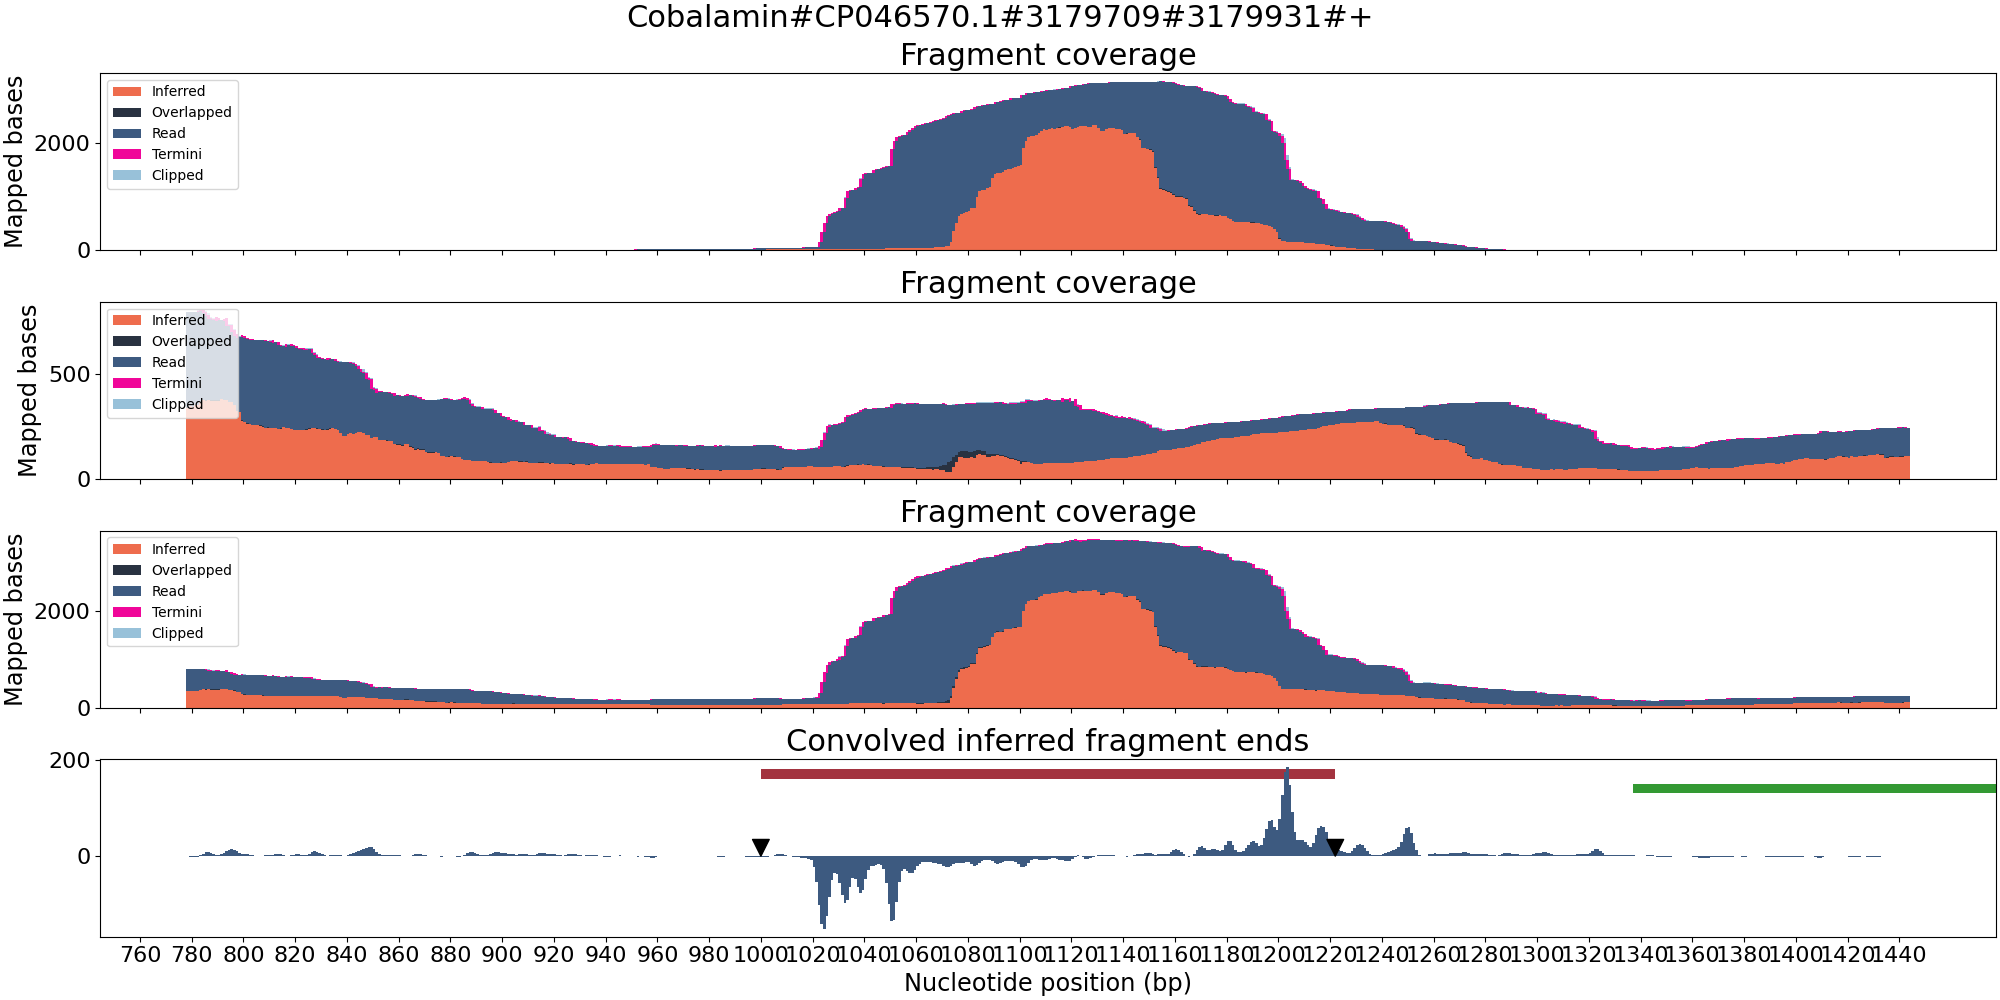 Cobalamin#CP046570.1#3179709#3179931#+
Fragment coverage
Mapped bases
2000
0
Inferred
Overlapped
Read
Termini
Clipped
Fragment coverage
Mapped bases
500
0
Inferred
Overlapped
Read
Termini
Clipped
Fragment coverage
Mapped bases
2000
0
Inferred
Overlapped
Read
Termini
Clipped
Convolved inferred fragment ends
200
0
760 780 800 820 840 860 880 900 920 940 960 980 1000 1020 1040 1060 1080 1100 1120 1140 1160 1180 1200 1220 1240 1260 1280 1300 1320 1340 1360 1380 1400 1420 1440
Nucleotide position (bp)